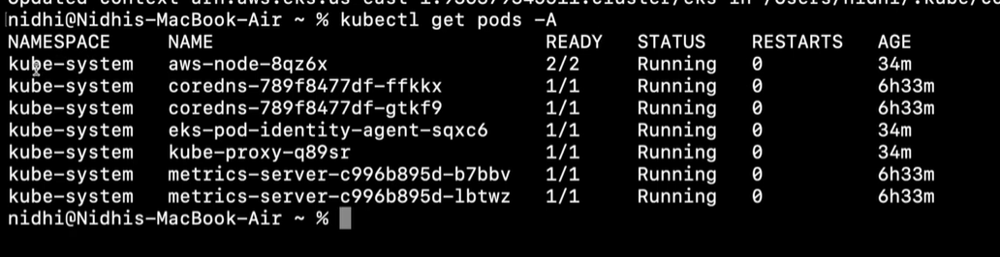 nidhi@Nidhis-MacBook-Air ~ % kubectl get pods -A
NAMESPACE NAME READY STATUS RESTARTS AGE
kube-system aws-node-8qz6x 2/2 Running 0 34m
kube-system coredns-789f8477df-ffkkx 1/1 Running 0 6h33m
kube-system coredns-789f8477df-gtkf9 1/1 Running 0 6h33m
kube-system eks-pod-identity-agent-sqxc6 1/1 Running 0 34m
kube-system kube-proxy-q89sr 1/1 Running 0 34m
kube-system metrics-server-c996b895d-b7bbv 1/1 Running 0 6h33m
kube-system metrics-server-c996b895d-lbtwz 1/1 Running 0 6h33m
nidhi@Nidhis-MacBook-Air ~ %